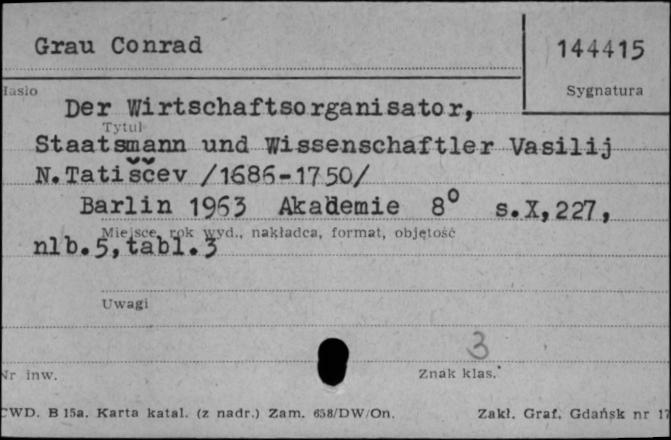 Grau Conrad
144415
Hasło
Sygnatura
Der Wirtschaftsorganisator,
Tytuł
Staatsmann und Wissenschaftler Vasilij
N.Tatiščev /1686-1750/
Barlin 1963 Akademie 8° s.X,227,
Miejsce, rok wyd., nakładca, format, objętość
nlb.5,tabl.3
Uwagi
3
Nr inw.
Znak klas.
CWD. B 15a. Karta katal. (z nadr.) Zam. 658/DW/On.
Zakł. Graf. Gdańsk nr 17